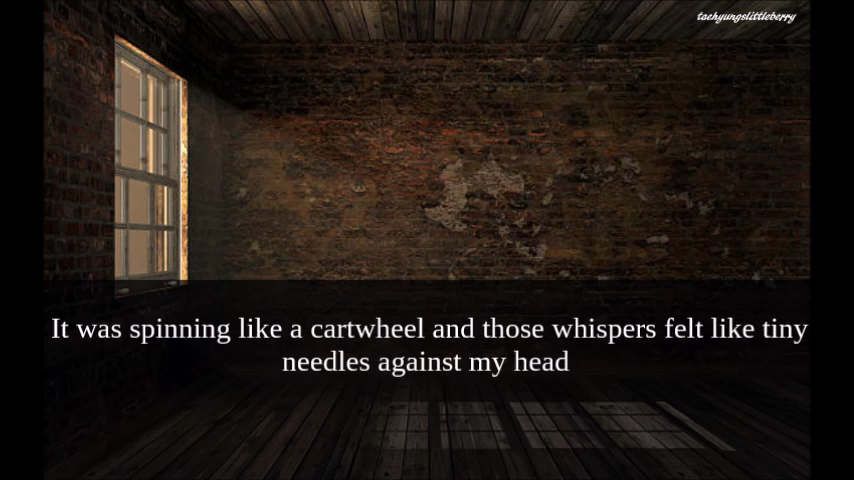 taehyungslittleberry
It was spinning like a cartwheel and those whispers felt like tiny
needles against my head